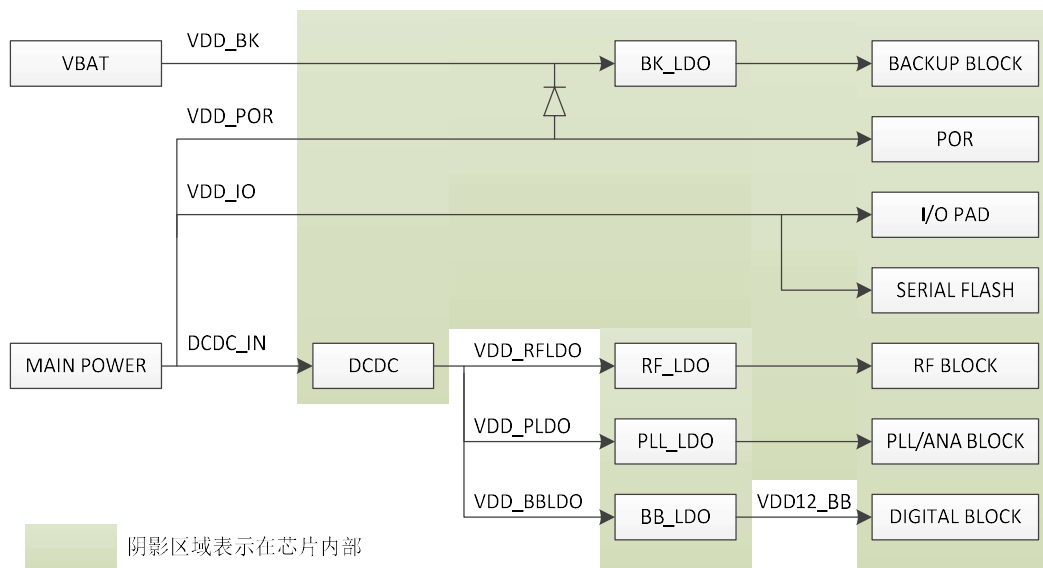 VDD_BK
VBAT
BK_LDO
BACKUP BLOCK
VDD_POR
POR
VDD_IO
I/O PAD
SERIAL FLASH
DCDC_IN
MAIN POWER
DCDC
VDD_RFLDO
RF_LDO
RF BLOCK
VDD_PLDO
PLL_LDO
PLL/ANA BLOCK
VDD_BBLDO
BB_LDO
VDD12_BB
DIGITAL BLOCK
阴影区域表示在芯片内部